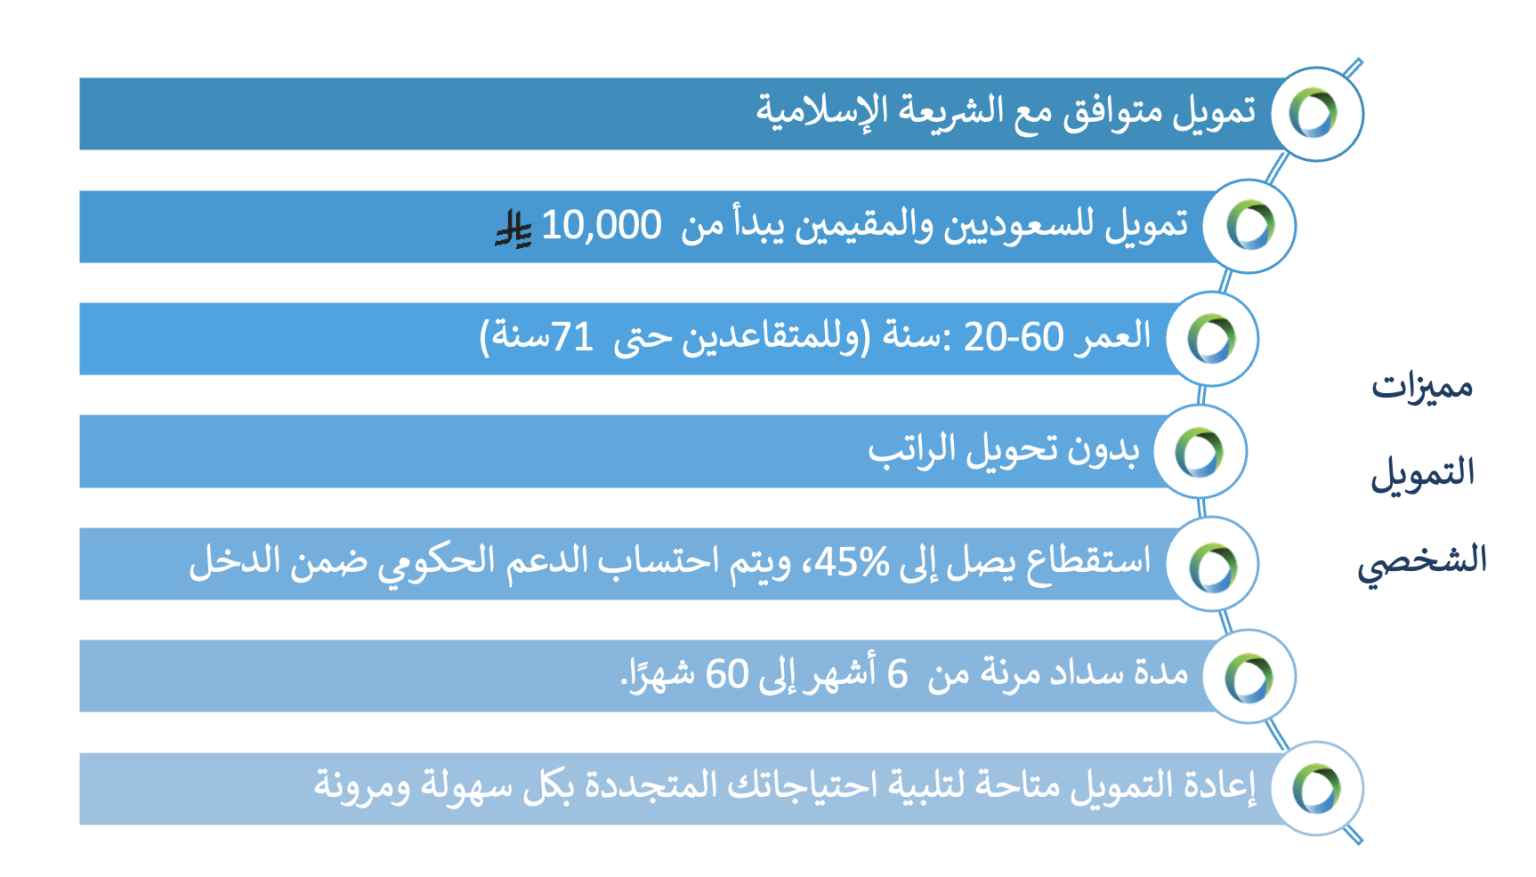 مميزات
التمويل
الشخصي
تمويل متوافق مع الشريعة الإسلامية
تمويل للسعوديين والمقيمين يبدأ من 10,000 ⃁
العمر 20-60 :سنة (وللمتقاعدين حتى 71سنة)
بدون تحويل الراتب
استقطاع يصل إلى 45%، ويتم احتساب الدعم الحكومي ضمن الدخل
مدة سداد مرنة من 6 أشهر إلى 60 شهرًا.
إعادة التمويل متاحة لتلبية احتياجاتك المتجددة بكل سهولة ومرونة